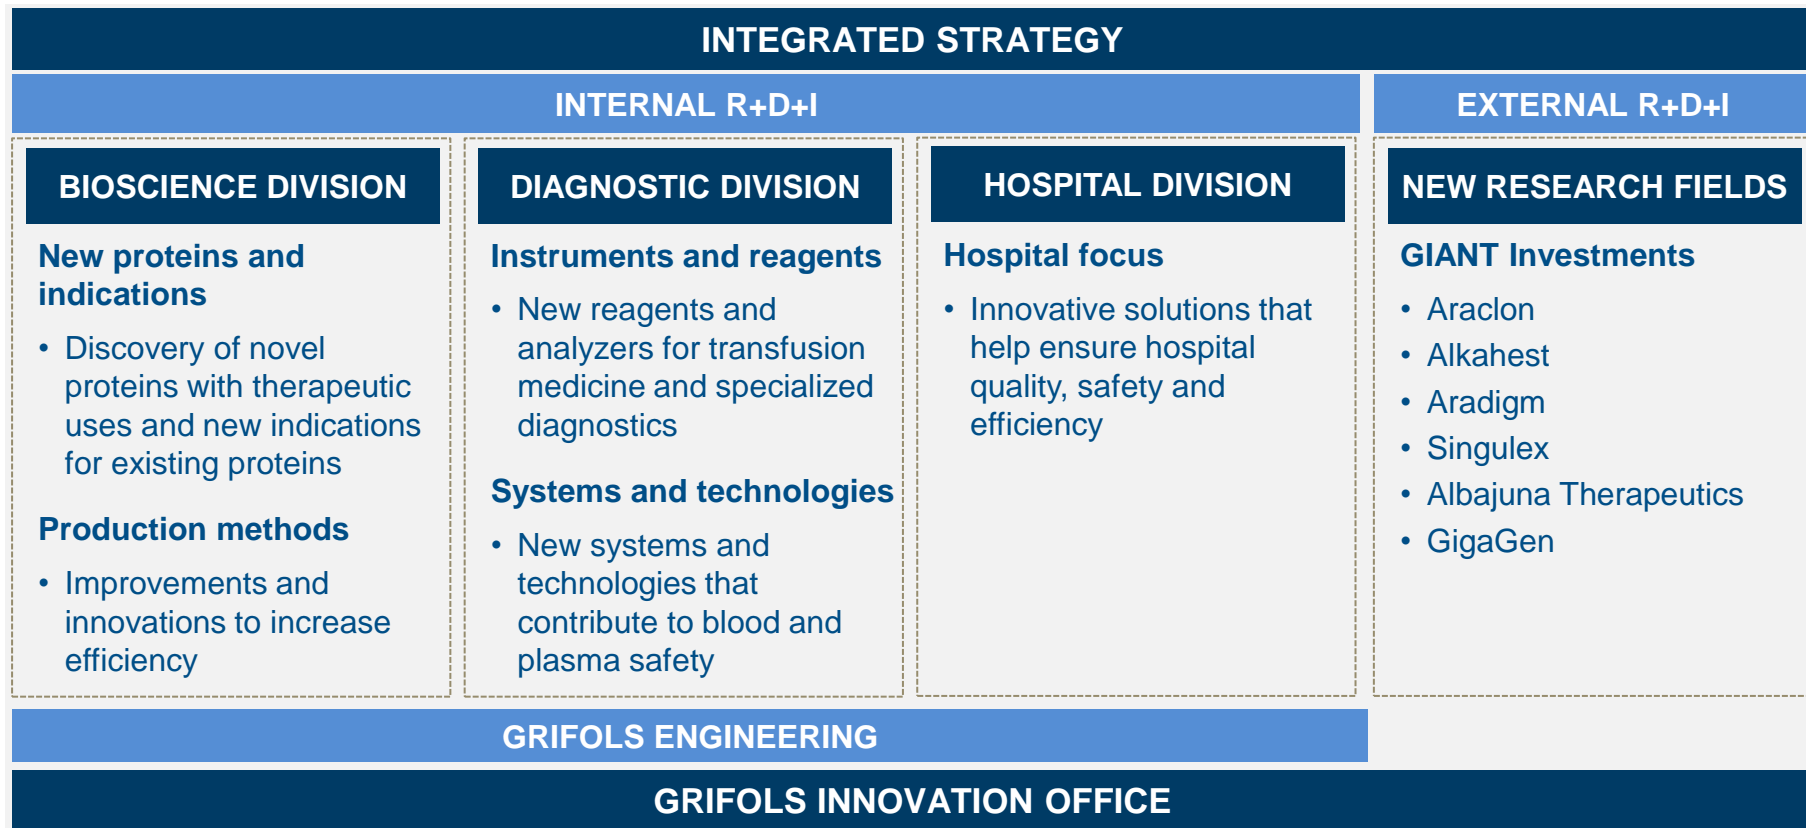 INTEGRATED STRATEGY
INTERNAL R+D+I
EXTERNAL R+D+I
BIOSCIENCE DIVISION
New proteins and
indications
• Discovery of novel
proteins with therapeutic
uses and new indications
for existing proteins
Production methods
• Improvements and
innovations to increase
efficiency
DIAGNOSTIC DIVISION
Instruments and reagents
• New reagents and
analyzers for transfusion
medicine and specialized
diagnostics
Systems and technologies
• New systems and
technologies that
contribute to blood and
plasma safety
HOSPITAL DIVISION
Hospital focus
• Innovative solutions that
help ensure hospital
quality, safety and
efficiency
NEW RESEARCH FIELDS
GIANT Investments
• Araclon
• Alkahest
• Aradigm
• Singulex
• Albajuna Therapeutics
• GigaGen
GRIFOLS ENGINEERING
GRIFOLS INNOVATION OFFICE